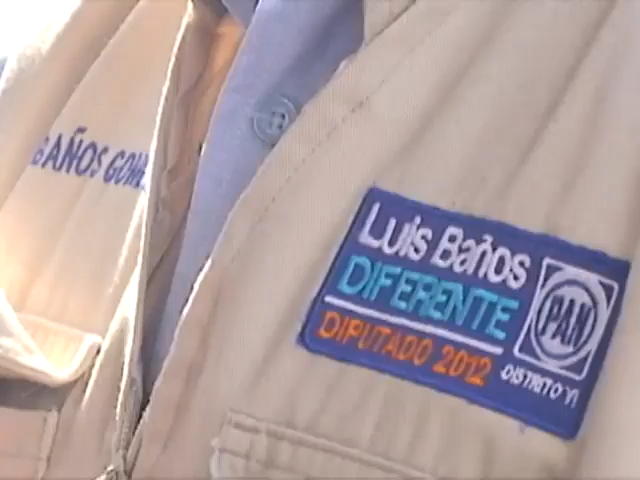 BAÑOS GOM
Luis Baños
DIFERENTE
DIPUTADO 2012
PAN
DISTRITO VI